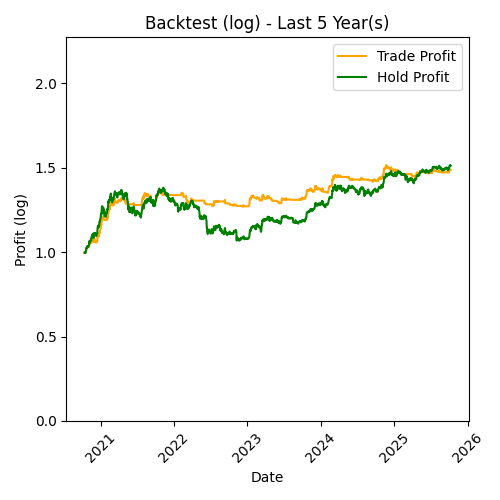 Backtest (log) - Last 5 Year(s)
Trade Profit
Hold Profit
Profit (log)
2.0
1.5
1.0
0.5
0.0
2021
2022
2023
2024
2025
2026
Date